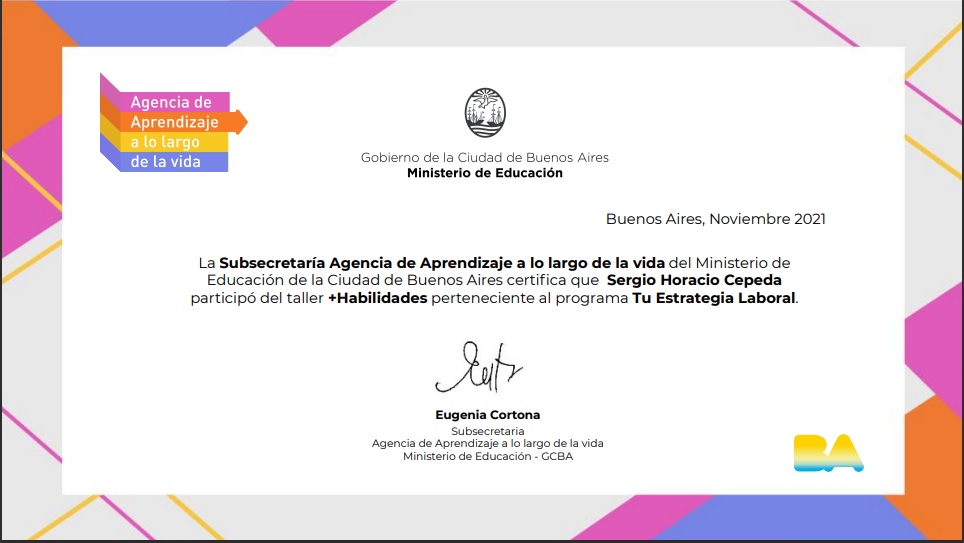 Agencia de
Aprendizaje
a lo largo
de la vida
Gobierno de la Ciudad de Buenos Aires
Ministerio de Educación
Buenos Aires, Noviembre 2021
La Subsecretaría Agencia de Aprendizaje a lo largo de la vida del Ministerio de
Educación de la Ciudad de Buenos Aires certifica que Sergio Horacio Cepeda
participó del taller +Habilidades perteneciente al programa Tu Estrategia Laboral.
Eugenia Cortona
Subsecretaria
Agencia de Aprendizaje a lo largo de la vida
Ministerio de Educación - GCBA
BA